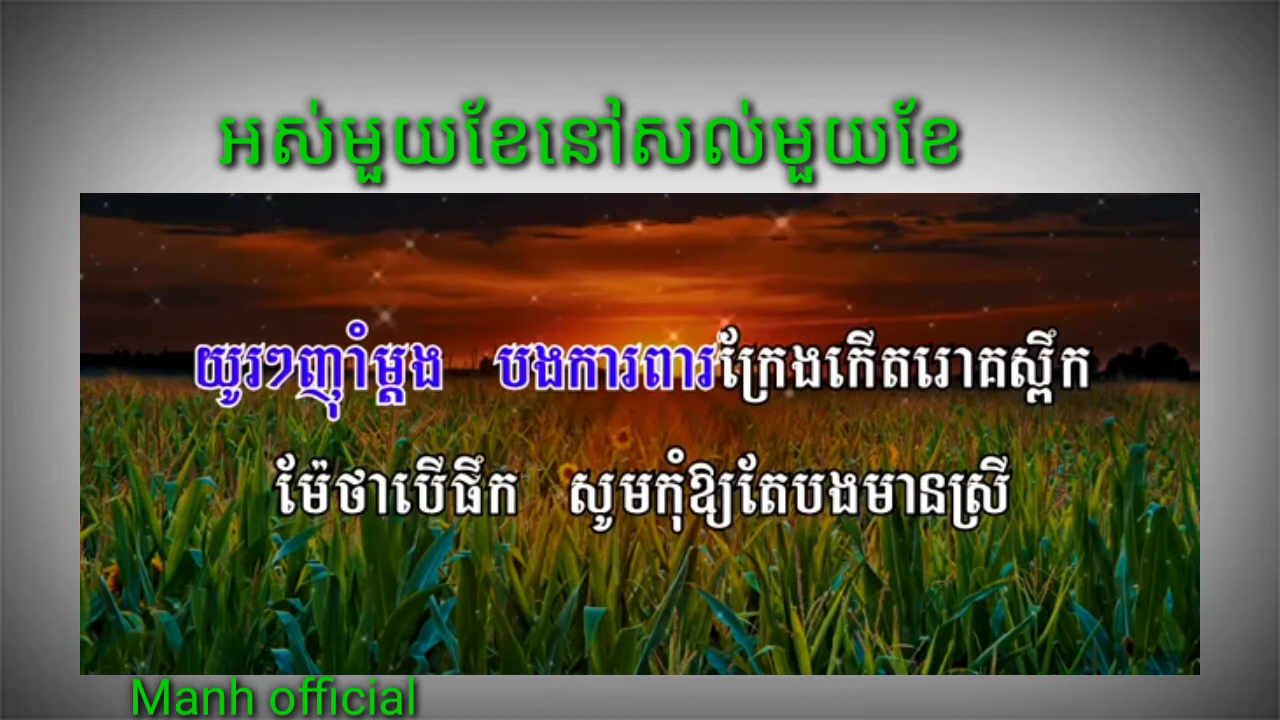 អស់មួយខែនៅសល់មួយខែ
យូរៗញ៉ាំម្ដង បងការពារក្រែងកើតរោគស្ពឹក
ម៉ែថាបើផឹក សូមកុំឱ្យតែបងមានស្រី
Manh official